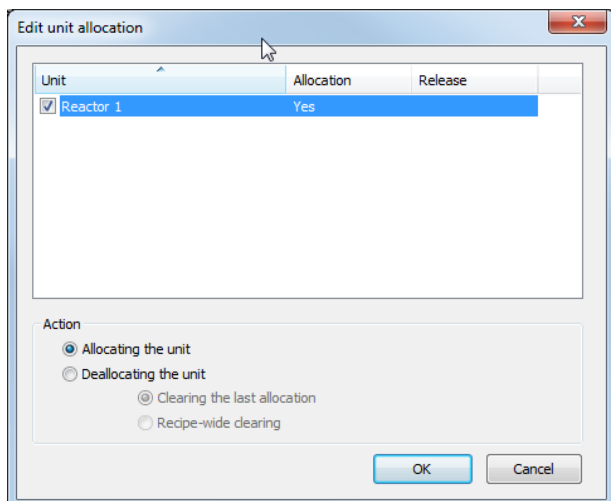 Edit unit allocation
Unit Allocation Release
Reactor 1 Yes
Action
Allocating the unit
Deallocating the unit
Clearing the last allocation
Recipe-wide clearing
OK Cancel